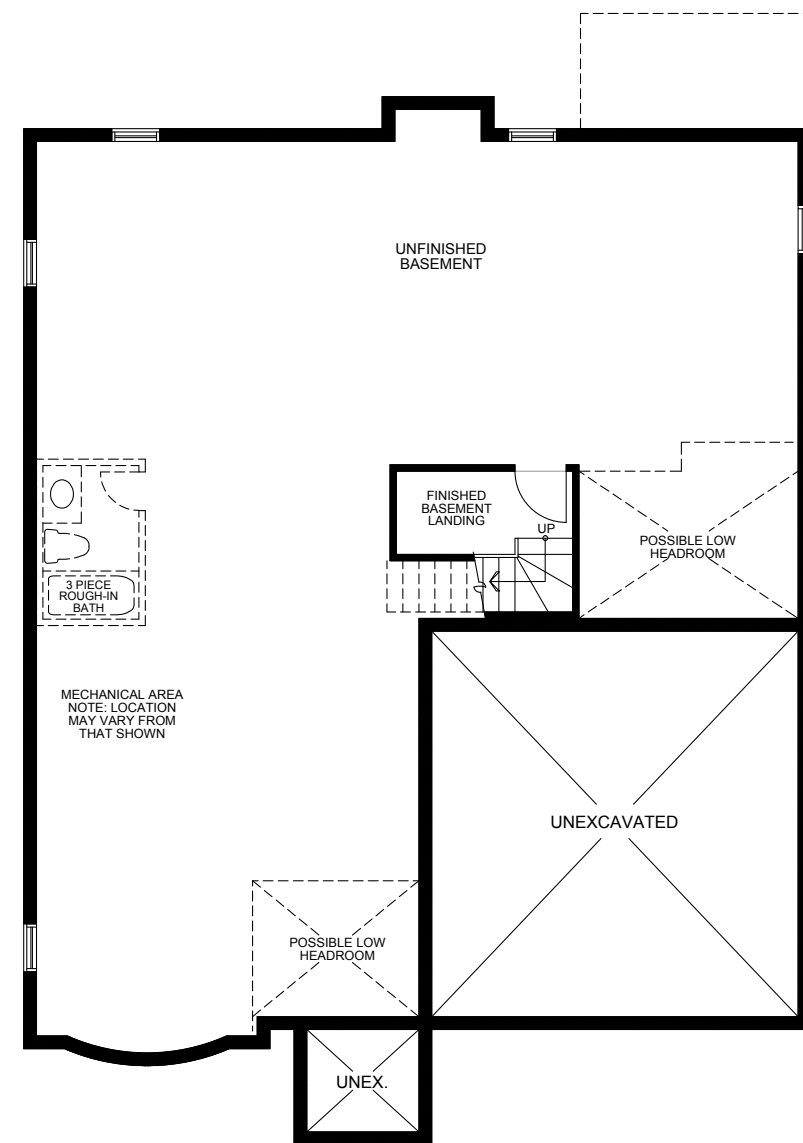 UNFINISHED
BASEMENT
FINISHED
BASEMENT
LANDING
UP
POSSIBLE LOW
HEADROOM
3 PIECE
ROUGH-IN
BATH
MECHANICAL AREA
NOTE: LOCATION
MAY VARY FROM
THAT SHOWN
UNEXCAVATED
POSSIBLE LOW
HEADROOM
UNEX.